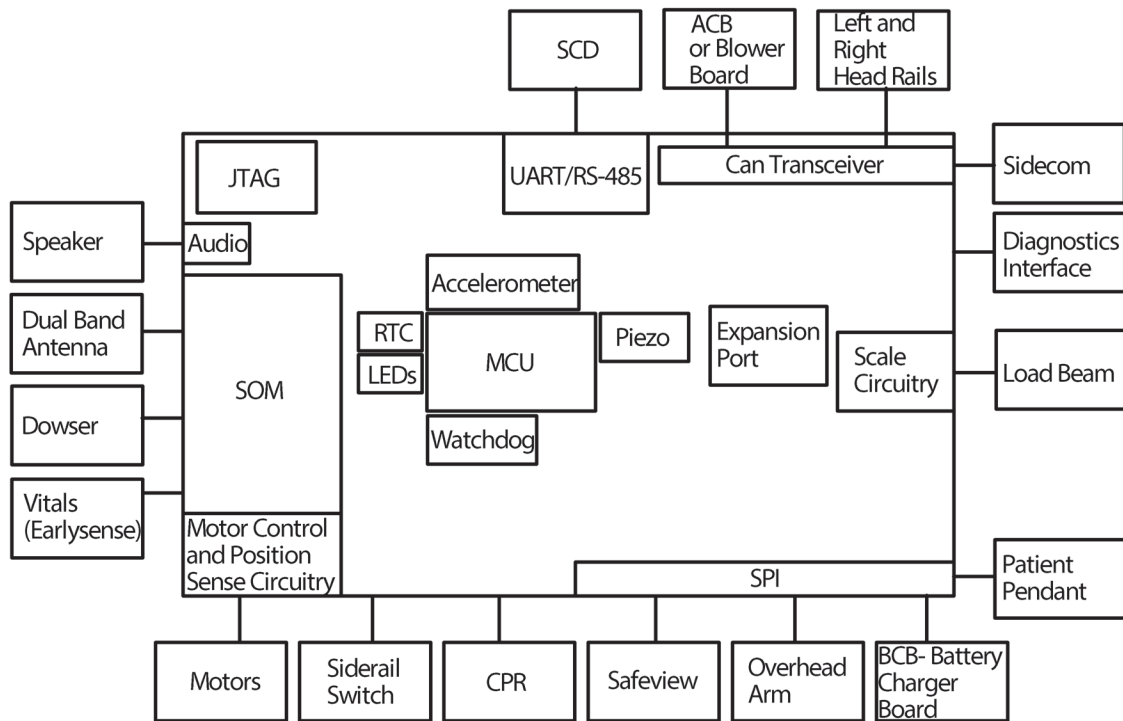 SCD
ACB
or Blower
Board
Left and
Right
Head Rails
JTAG
UART/RS-485
Can Transceiver
Sidecom
Speaker
Audio
Diagnostics
Interface
Accelerometer
Dual Band
Antenna
SOM
RTC
LEDs
MCU
Piezo
Expansion
Port
Scale
Circuitry
Load Beam
Dowser
Watchdog
Vitals
(Earlysense)
Motor Control
and Position
Sense Circuitry
SPI
Patient
Pendant
Motors
Siderail
Switch
CPR
Safeview
Overhead
Arm
BCB- Battery
Charger
Board